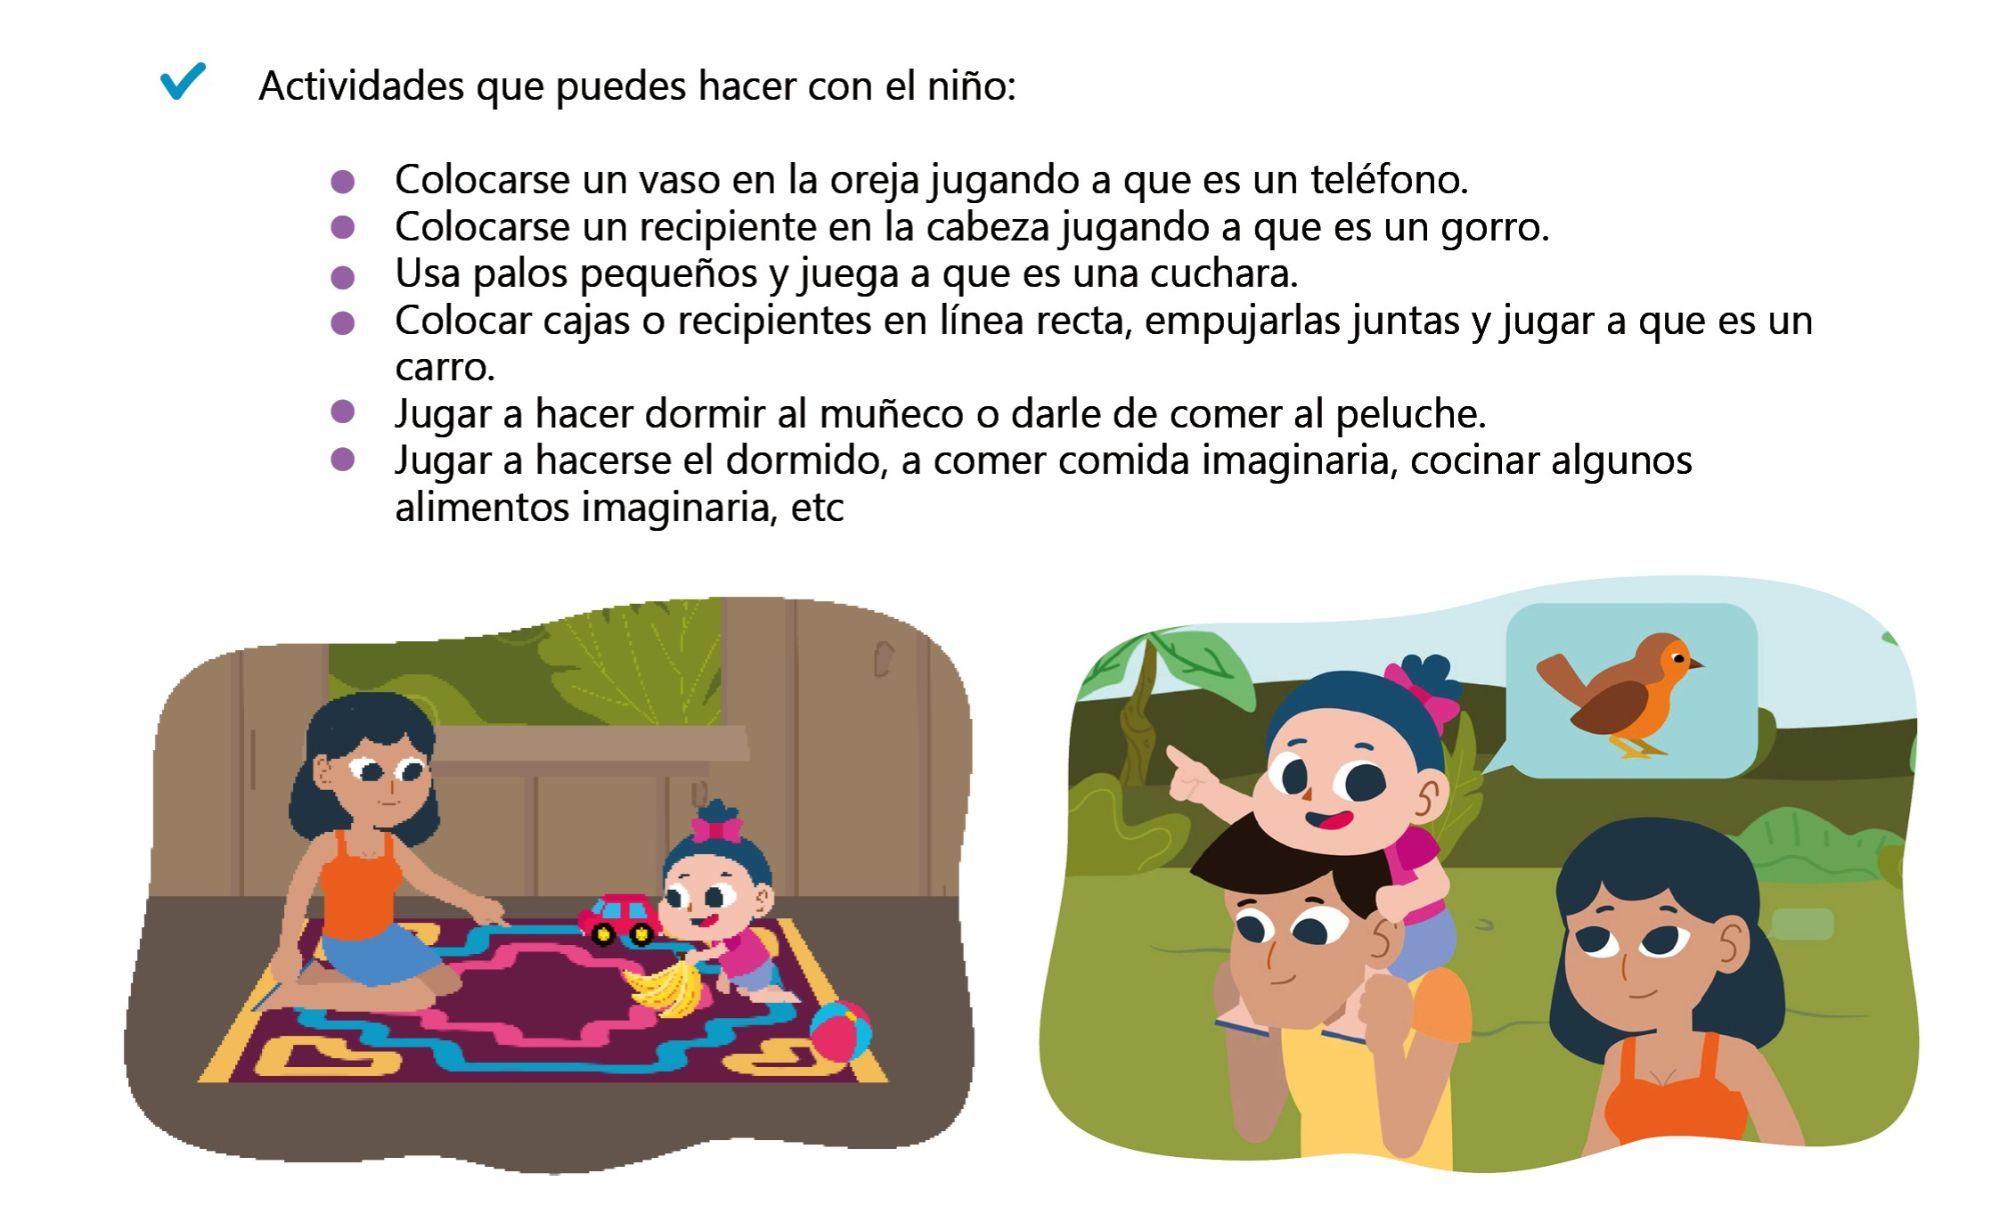 Actividades que puedes hacer con el niño:
Colocarse un vaso en la oreja jugando a que es un teléfono.
Colocarse un recipiente en la cabeza jugando a que es un gorro.
Usa palos pequeños y juega a que es una cuchara.
Colocar cajas o recipientes en línea recta, empujarlas juntas y jugar a que es un
carro.
Jugar a hacer dormir al muñeco o darle de comer al peluche.
Jugar a hacerse el dormido, a comer comida imaginaria, cocinar algunos
alimentos imaginaria, etc